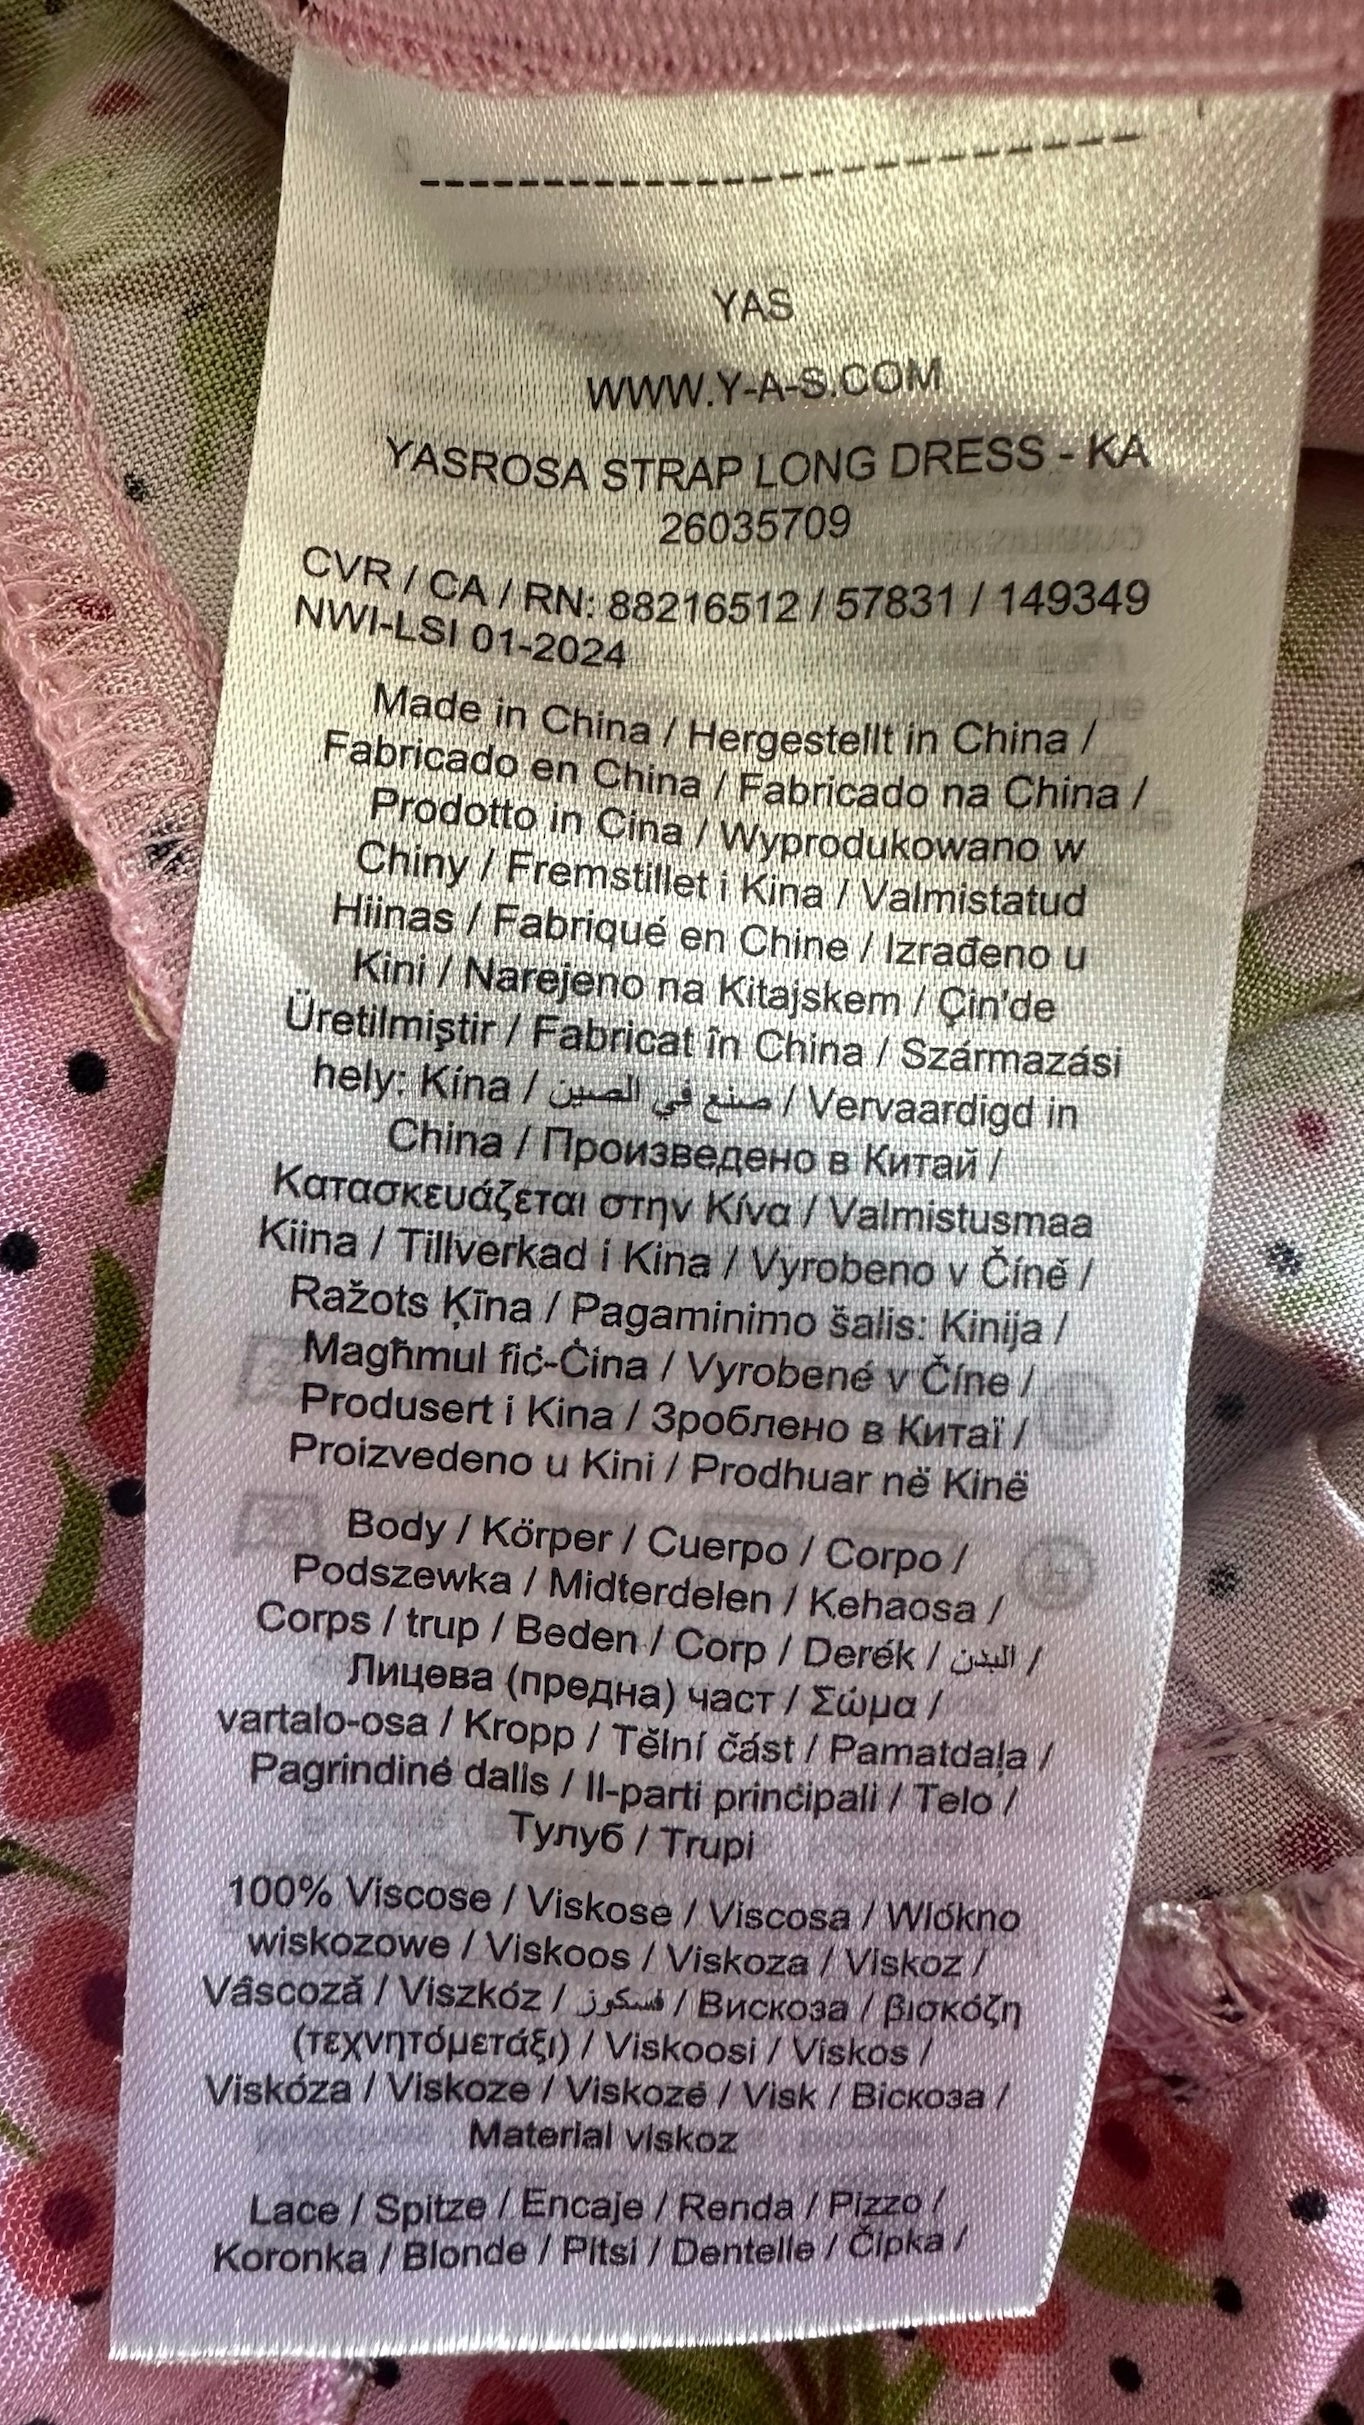 YAS
WWW.Y-A-S.COM
YASROSA STRAP LONG DRESS - KA
26035709
CVR / CA / RN: 88216512 / 57831 / 149349
NWI-LSI 01-2024
Made in China / Hergestellt in China /
Fabricado en China / Fabricado na China /
Prodotto in Cina / Wyprodukowano w
Chiny / Fremstillet i Kina / Valmistatud
Hiinas / Fabriqué en Chine / Izrađeno u
Kini / Narejeno na Kitajskem / Çin'de
Üretilmiştir / Fabricat în China / Származási
hely: Kína / صنع في الصين / Vervaardigd in
China / Произведено в Китай /
Κατασκευάζεται στην Κίνα / Valmistusmaa
Kiina / Tillverkad i Kina / Vyrobeno v Číně /
Ražots Ķīna / Pagaminimo šalis: Kinija /
Magħmul fiċ-Ċina / Vyrobené v Číne /
Produsert i Kina / Зроблено в Китаї /
Proizvedeno u Kini / Prodhuar në Kinë
Body / Körper / Cuerpo / Corpo /
Podszewka / Midterdelen / Kehaosa /
Corps / trup / Beden / Corp / Derék / البدن /
Лицева (предна) част / Σώμα /
vartalo-osa / Kropp / Tělní část / Pamatdaļa /
Pagrindinė dalis / Il-parti prinċipali / Telo /
Тулуб / Trupi
100% Viscose / Viskose / Viscosa / Włókno
wiskozowe / Viskoos / Viskoza / Viskoz /
Vâscoză / Viszkóz / فسكوز / Вискоза / βισκόζη
(τεχνητόμετάξι) / Viskoosi / Viskos /
Viskóza / Viskoze / Viskozė / Visk / Віскоза /
Material viskoz
Lace / Spitze / Encaje / Renda / Pizzo /
Koronka / Blonde / Pitsi / Dentelle / Čipka /